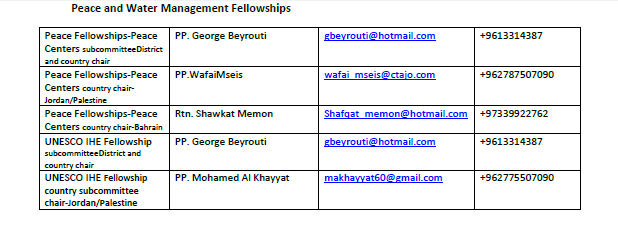 Peace and Water Management Fellowships
Peace Fellowships-Peace Centers subcommitteeDistrict and country chair PP. George Beyrouti gbeyrouti@hotmail.com +9613314387
Peace Fellowships-Peace Centers country chair-Jordan/Palestine PP.WafaiMseis wafai_mseis@ctajo.com +962787507090
Peace Fellowships-Peace Centers country chair-Bahrain Rtn. Shawkat Memon Shafqat_memon@hotmail.com +97339922762
UNESCO IHE Fellowship subcommitteeDistrict and country chair PP. George Beyrouti gbeyrouti@hotmail.com +9613314387
UNESCO IHE Fellowship country subcommittee chair-Jordan/Palestine PP. Mohamed Al Khayyat makhayyat60@gmail.com +962775507090